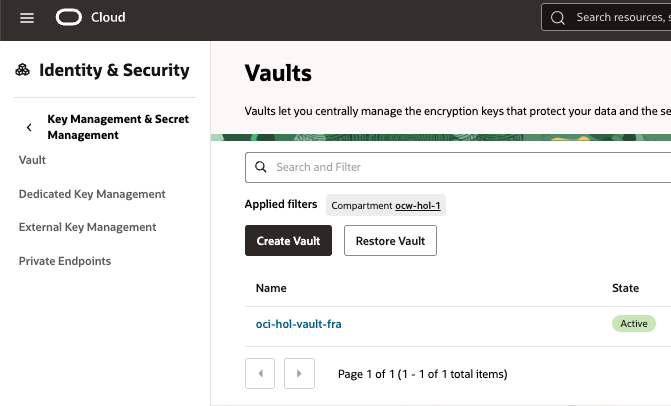 Cloud
Search resources,
Identity & Security
Key Management & Secret
Management
Vault
Dedicated Key Management
External Key Management
Private Endpoints
Vaults
Vaults let you centrally manage the encryption keys that protect your data and the
Search and Filter
Applied filters Compartment ocw-hol-1
Create Vault Restore Vault
Name State
oci-hol-vault-fra Active
Page 1 of 1 (1 - 1 of 1 total items)